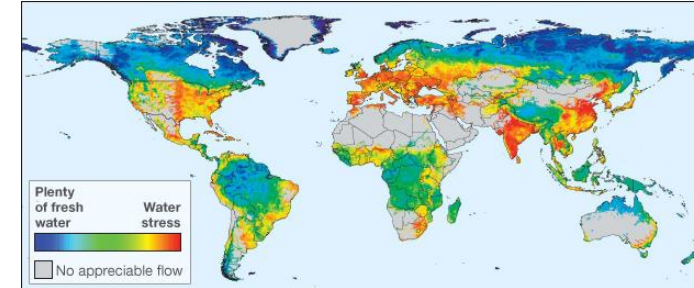 Plenty
of fresh
water
Water
stress
No appreciable flow